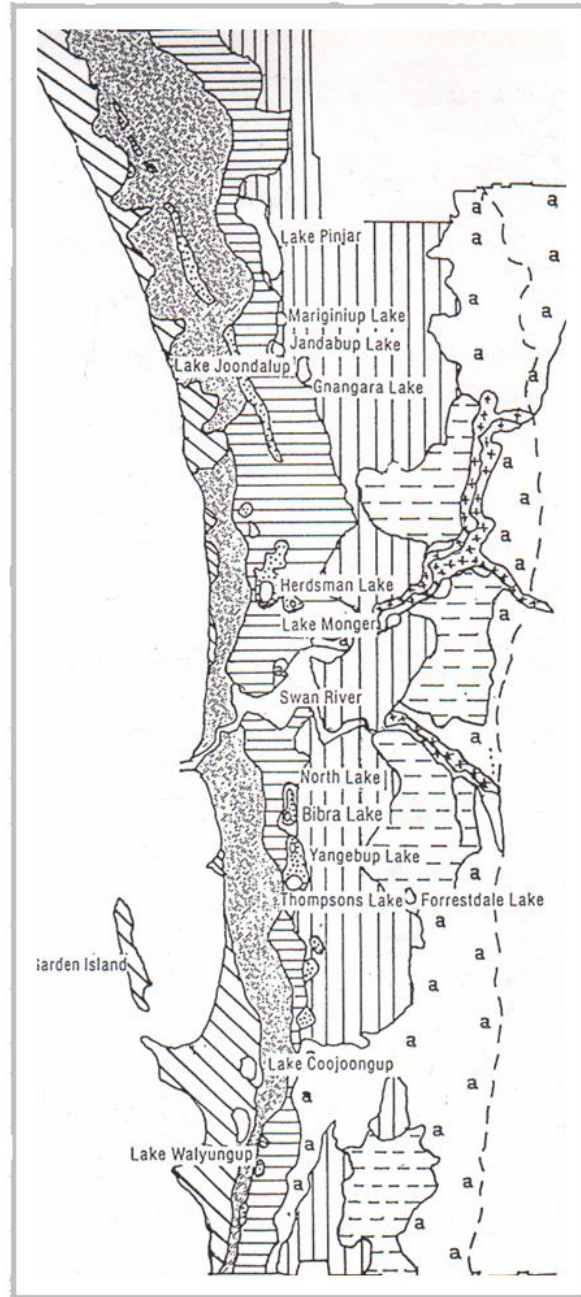 Lake Pinjar
Mariginiup Lake
Jandabup Lake
Lake Joondalup
Gnangara Lake
Herdsman Lake
Lake Monger
Swan River
North Lake
Bibra Lake
Yangebup Lake
Thompsons Lake
Forrestdale Lake
Garden Island
Lake Coojoongup
Lake Walyungup